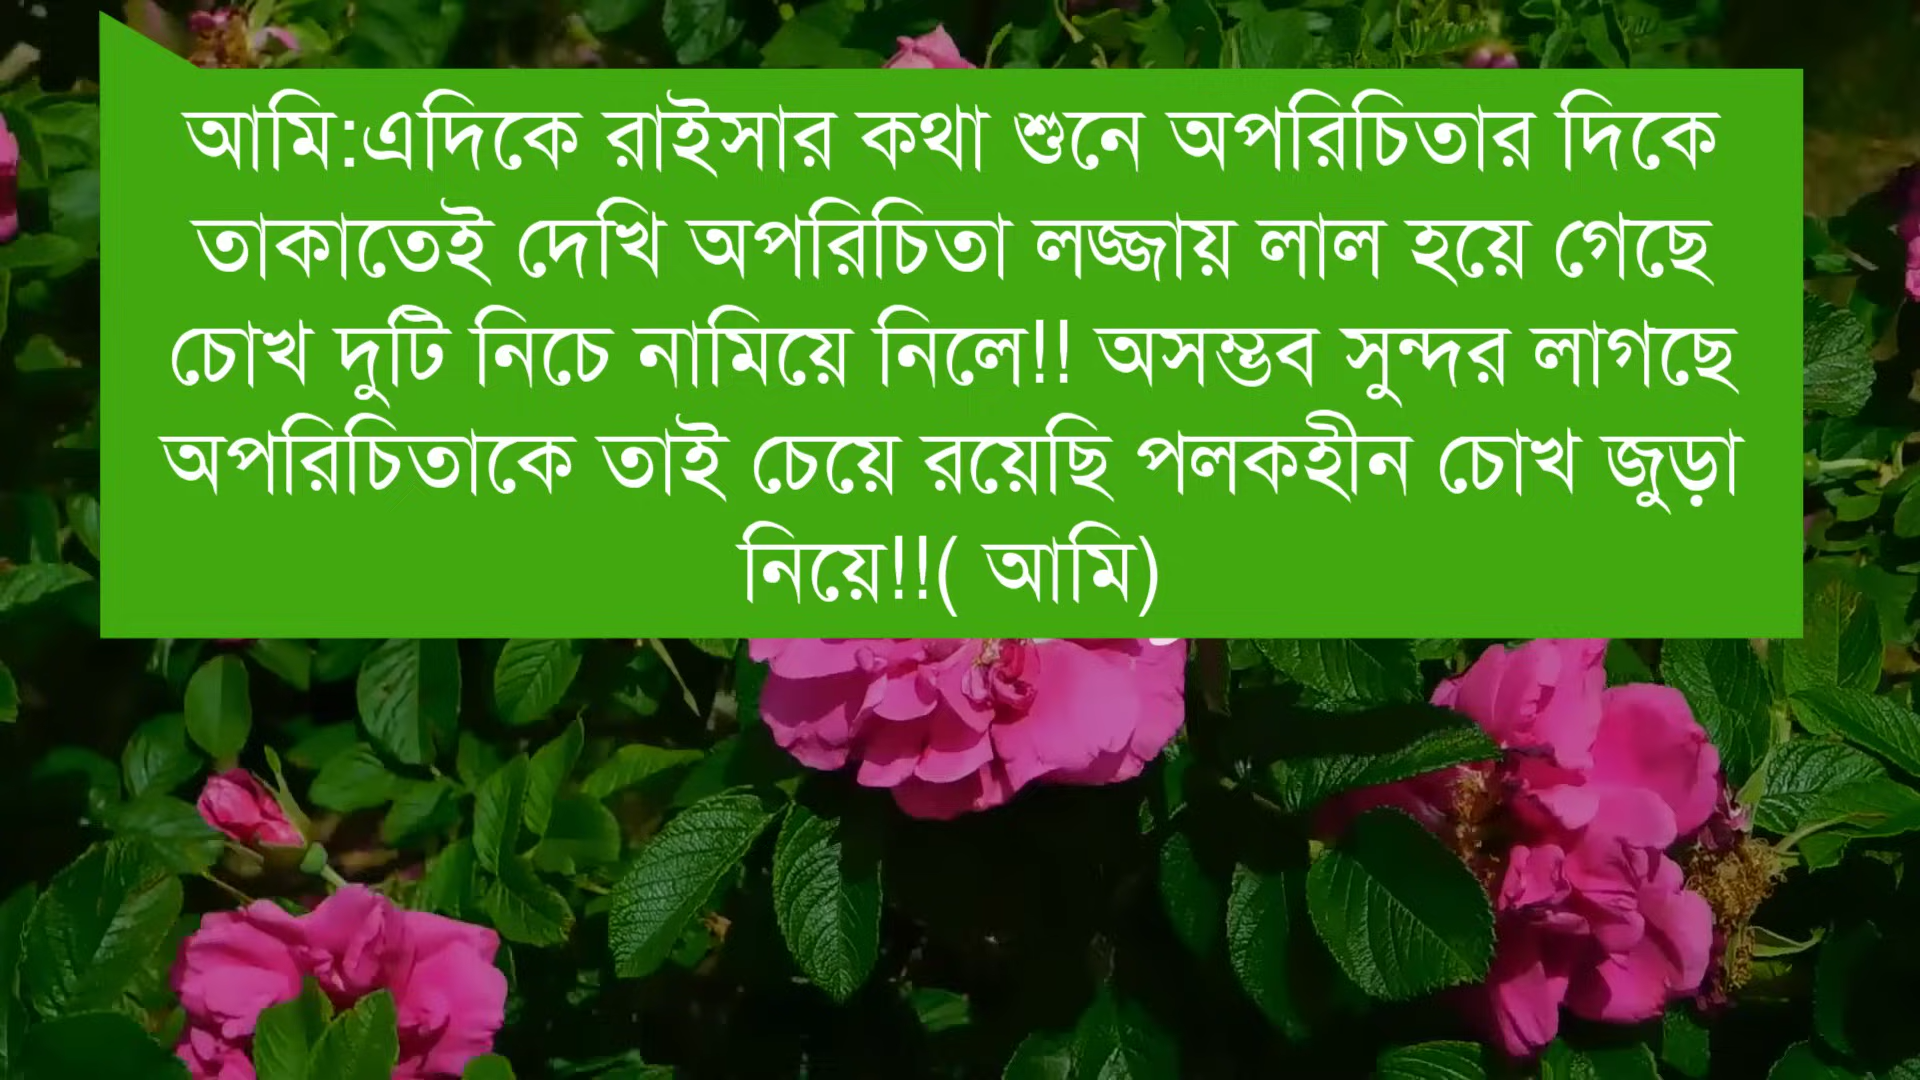 আমি:এদিকে রাইসার কথা শুনে অপরিচিতার দিকে
তাকাতেই দেখি অপরিচিতা লজ্জায় লাল হয়ে গেছে
চোখ দুটি নিচে নামিয়ে নিলে!! অসম্ভব সুন্দর লাগছে
অপরিচিতাকে তাই চেয়ে রয়েছি পলকহীন চোখ জুড়া
নিয়ে!!( আমি)